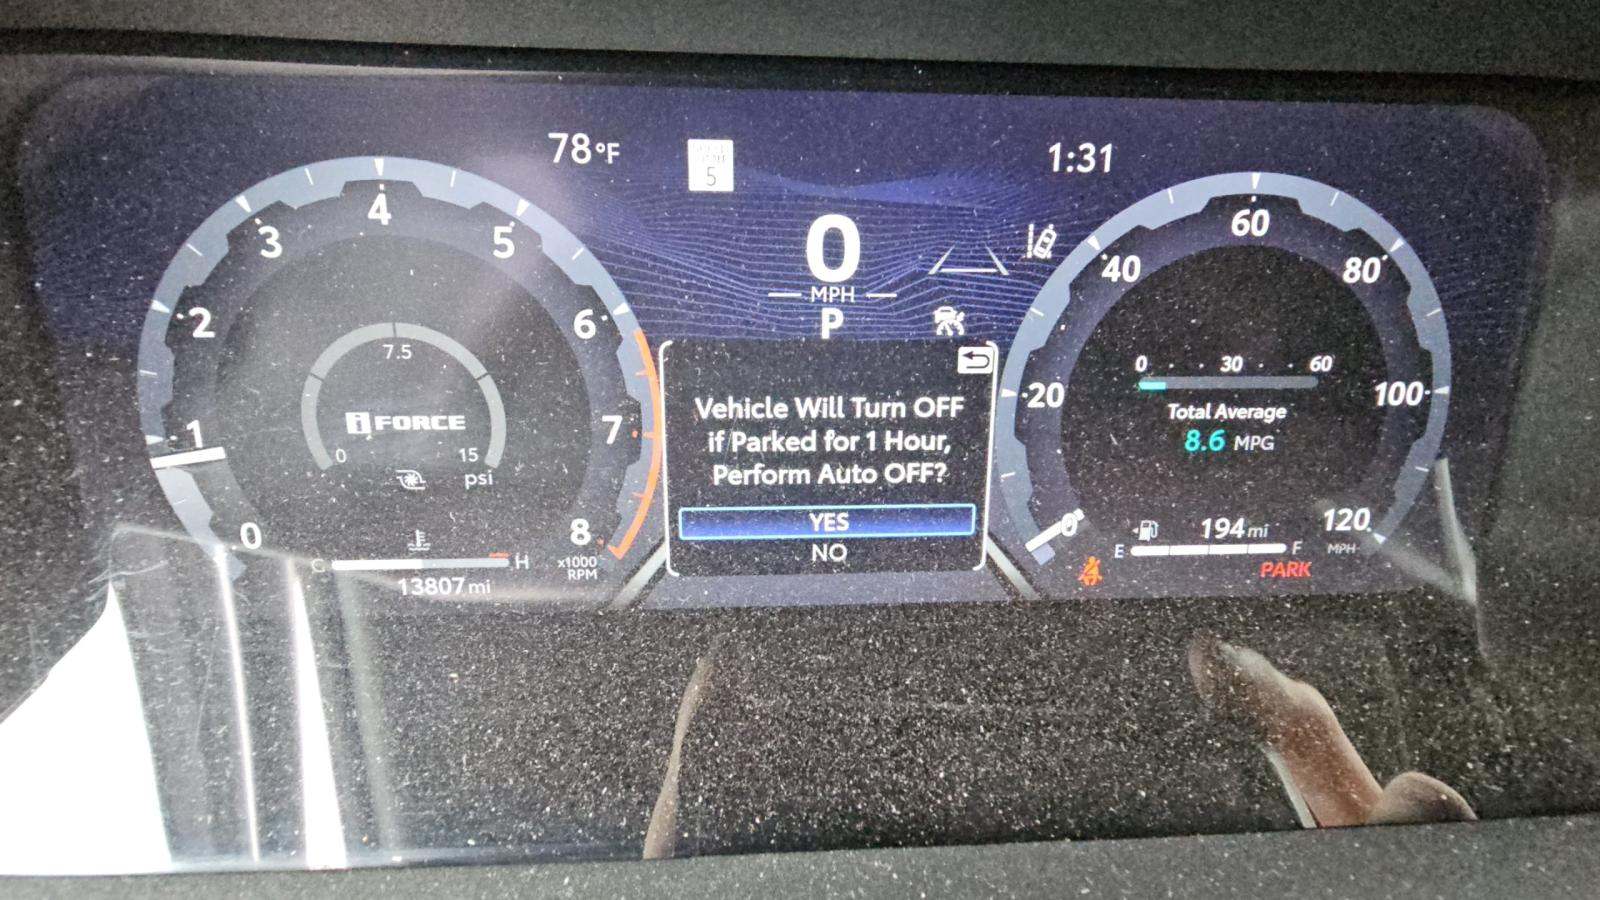 78°F
5
1:31
0
MPH
P
0 1 2 3 4 5 6 7 8
x1000
RPM
7.5
i FORCE
0 15
psi
C H
13807 mi
Vehicle Will Turn OFF
if Parked for 1 Hour,
Perform Auto OFF?
YES
NO
0 20 40 60 80 100 120
MPH
0 30 60
Total Average
8.6 MPG
194 mi
E F
PARK